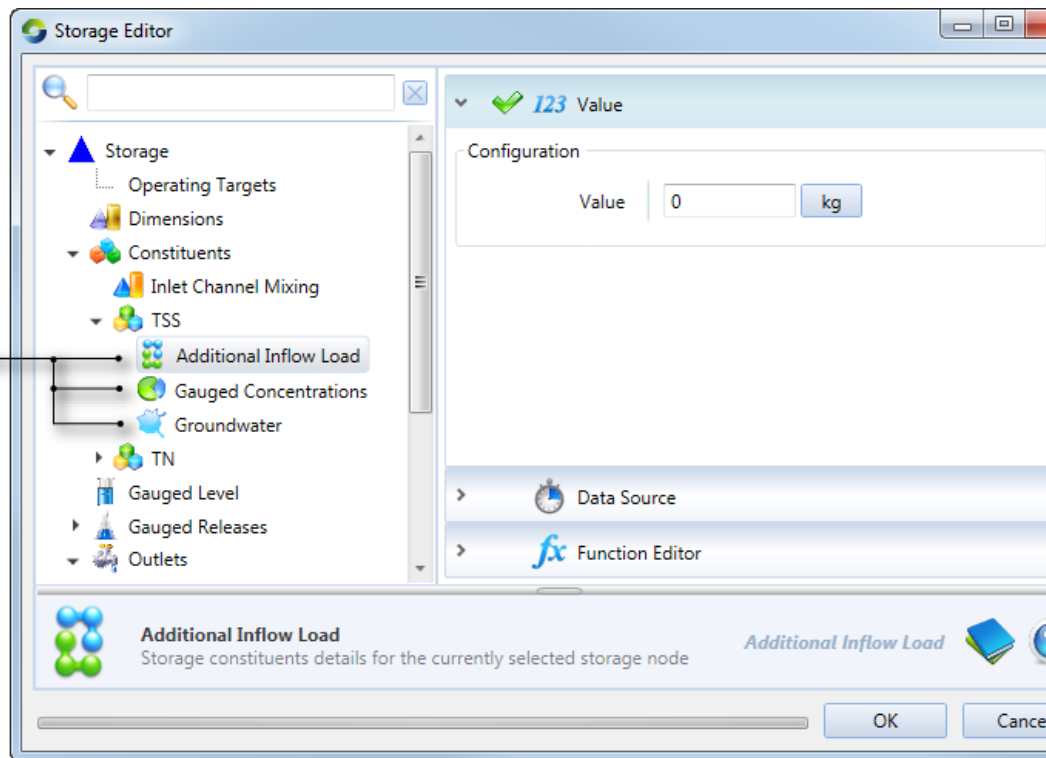 Storage Editor
Storage
Operating Targets
Dimensions
Constituents
Inlet Channel Mixing
TSS
Additional Inflow Load
Gauged Concentrations
Groundwater
TN
Gauged Level
Gauged Releases
Outlets
123 Value
Configuration
Value 0 kg
Data Source
fx Function Editor
Additional Inflow Load
Storage constituents details for the currently selected storage node
Additional Inflow Load
OK
Cance